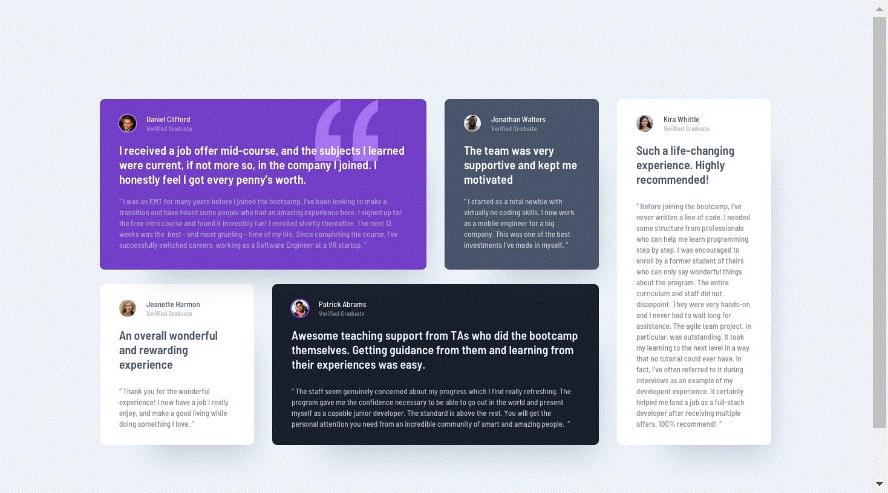 Daniel Clifford
Verified Graduate
I received a job offer mid-course, and the subjects I learned
were current, if not more so, in the company I joined. I
honestly feel I got every penny's worth.
" I was an EMT for many years before I joined the bootcamp. I've been looking to make a
transition and have heard some people who had an amazing experience here. I signed up for
the free intro course and found it incredibly fun! I enrolled shortly thereafter. The next 12
weeks was the best - and most grueling - time of my life. Since completing the course, I've
successfully switched careers, working as a Software Engineer at a VR startup. "
Jonathan Walters
Verified Graduate
The team was very
supportive and kept me
motivated
" I started as a total newbie with
virtually no coding skills. I now work
as a mobile engineer for a big
company. This was one of the best
investments I've made in myself. "
Kira Whittle
Verified Graduate
Such a life-changing
experience. Highly
recommended!
" Before joining the bootcamp, I've
never written a line of code. I needed
some structure from professionals
who can help me learn programming
step by step. I was encouraged to
enroll by a former student of theirs
who can only say wonderful things
about the program. The entire
curriculum and staff did not
disappoint. They were very hands-on
and I never had to wait long for
assistance. The agile team project, in
particular, was outstanding. It took
my learning to the next level in a way
that no tutorial could ever have. In
fact, I've often referred to it during
interviews as an example of my
developent experience. It certainly
helped me land a job as a full-stack
developer after receiving multiple
offers. 100% recommend! "
Jeanette Harmon
Verified Graduate
An overall wonderful
and rewarding
experience
" Thank you for the wonderful
experience! I now have a job I really
enjoy, and make a good living while
doing something I love. "
Patrick Abrams
Verified Graduate
Awesome teaching support from TAs who did the bootcamp
themselves. Getting guidance from them and learning from
their experiences was easy.
" The staff seem genuinely concerned about my progress which I find really refreshing. The
program gave me the confidence necessary to be able to go out in the world and present
myself as a capable junior developer. The standard is above the rest. You will get the
personal attention you need from an incredible community of smart and amazing people. "